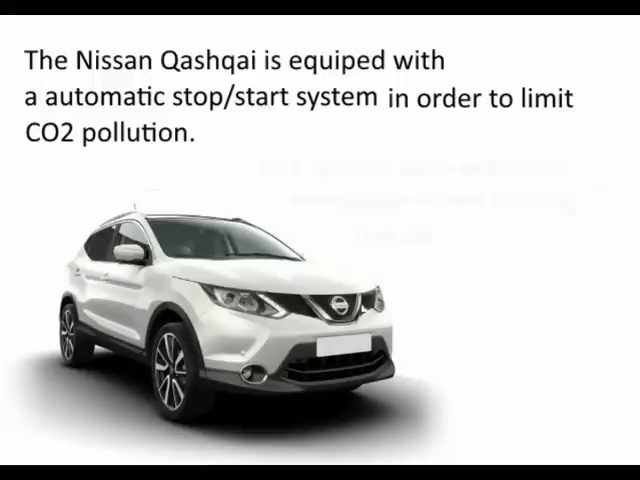 The Nissan Qashqai is equiped with
a automatic stop/start system in order to limit
CO2 pollution.